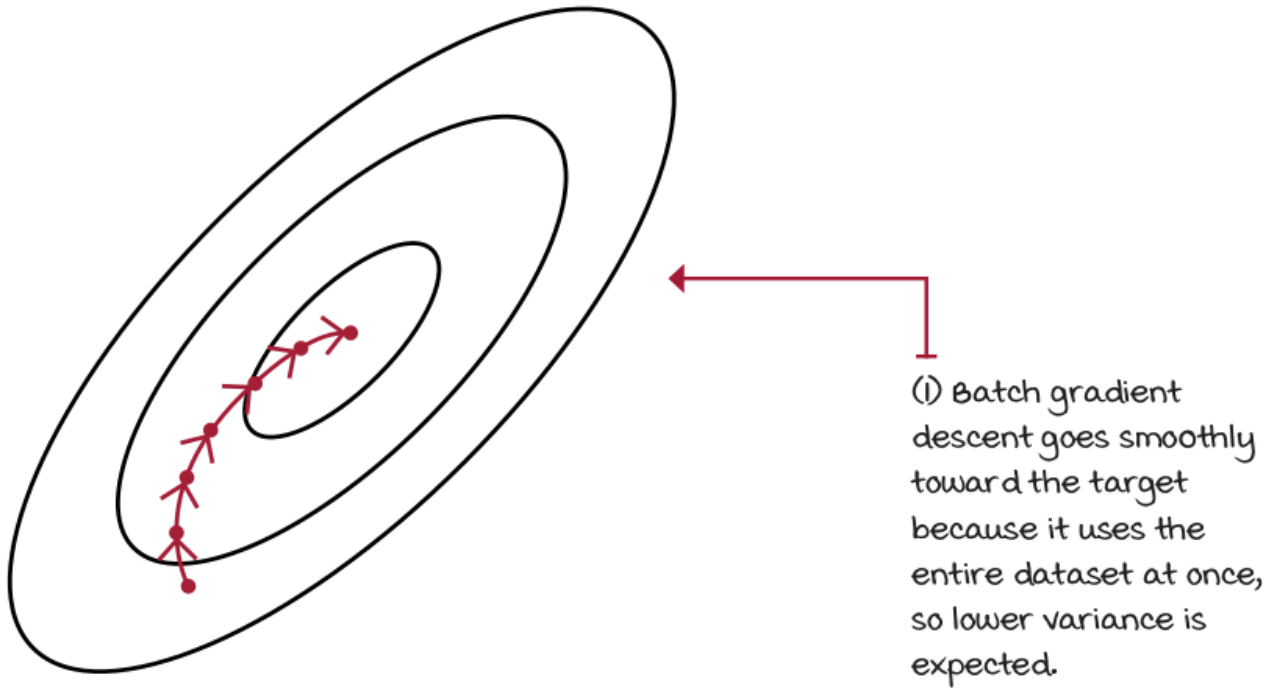 (1) Batch gradient
descent goes smoothly
toward the target
because it uses the
entire dataset at once,
so lower variance is
expected.